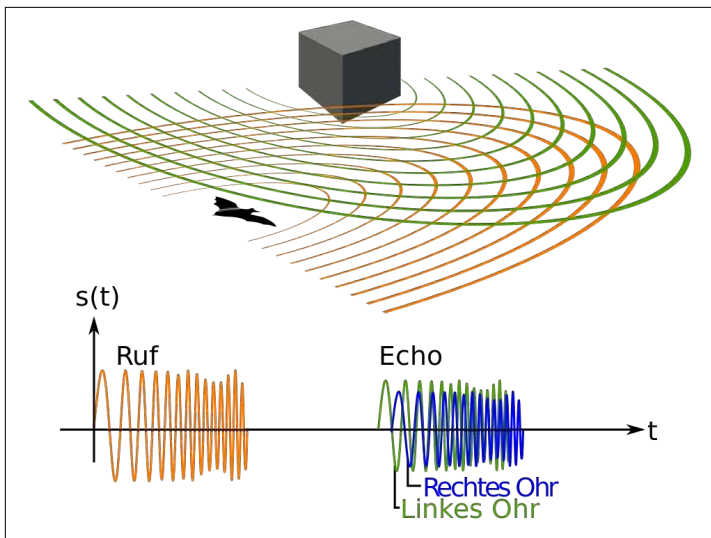 s(t)
Ruf
Echo
t
Rechtes Ohr
Linkes Ohr